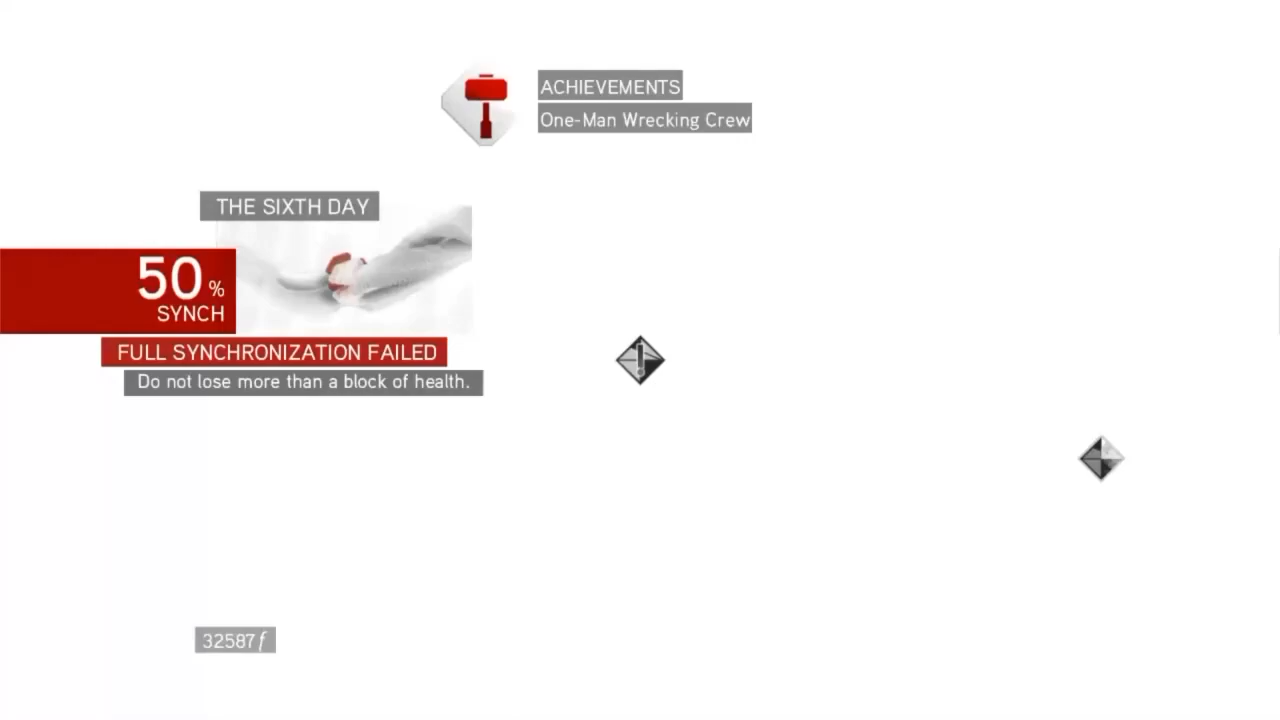 ACHIEVEMENTS
One-Man Wrecking Crew
THE SIXTH DAY
50 %
SYNCH
FULL SYNCHRONIZATION FAILED
Do not lose more than a block of health.
32587 ƒ